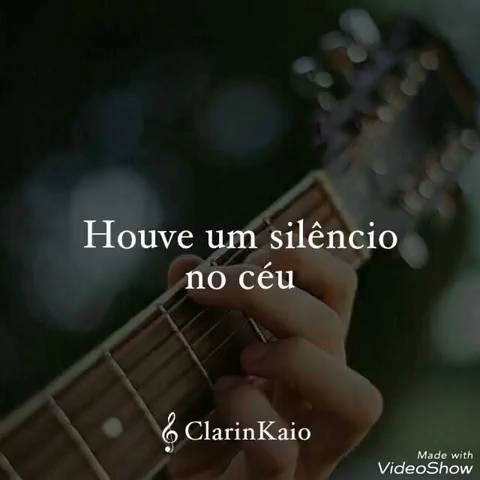 Houve um silêncio
no céu
ClarinKaio
Made with
VideoShow